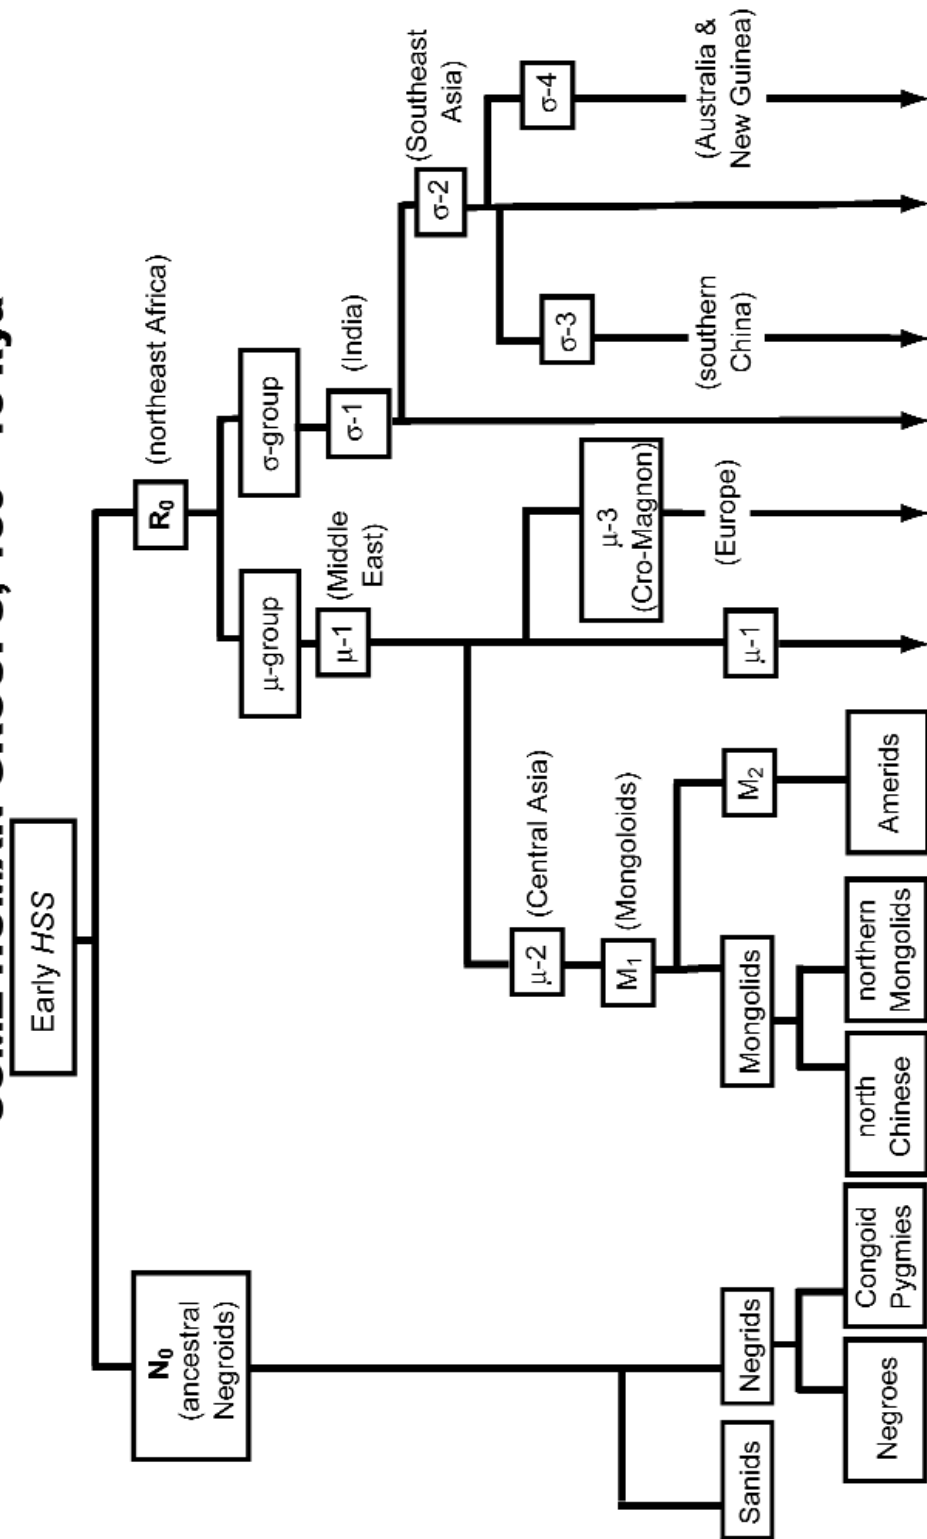 Early HSS
N₀
(ancestral
Negroids)
R₀
(northeast Africa)
μ-group
σ-group
μ-1
(Middle
East)
σ-1
(India)
σ-2
(Southeast
Asia)
μ-2
(Central Asia)
μ-3
(Cro-Magnon)
σ-3
σ-4
M₁
(Mongoloids)
(Europe)
(southern
China)
(Australia &
New Guinea)
Sanids
Negrids
Mongolids
M₂
μ-1
Negroes
Congoid
Pygmies
north
Chinese
northern
Mongolids
Amerids